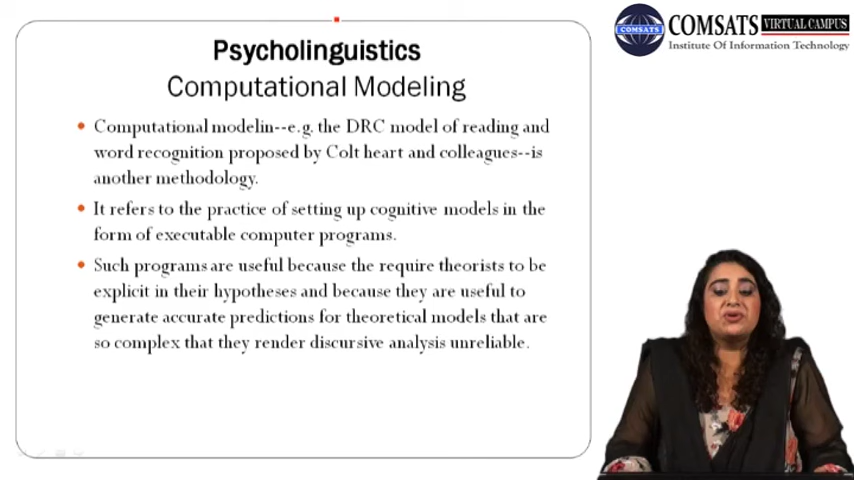 Psycholinguistics
Computational Modeling
Computational modelin--e.g. the DRC model of reading and
word recognition proposed by Colt heart and colleagues--is
another methodology.
It refers to the practice of setting up cognitive models in the
form of executable computer programs.
Such programs are useful because the require theorists to be
explicit in their hypotheses and because they are useful to
generate accurate predictions for theoretical models that are
so complex that they render discursive analysis unreliable.
COMSATS
COMSATS VIRTUAL CAMPUS
Institute Of Information Technology